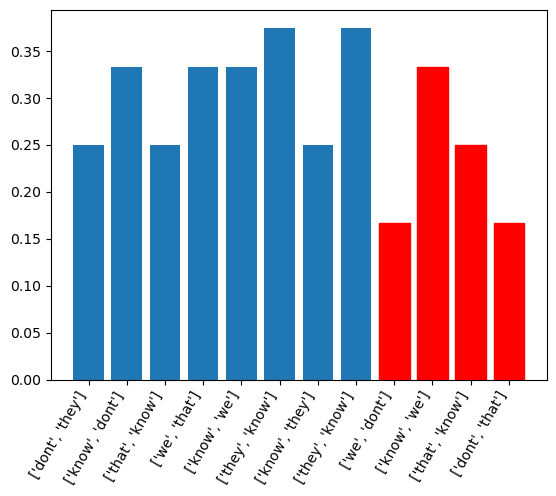 0.35
0.30
0.25
0.20
0.15
0.10
0.05
0.00
['dont', 'they']
['know', 'dont']
['that', 'know']
['we', 'that']
['know', 'we']
['they', 'know']
['know', 'they']
['they', 'know']
['we', 'dont']
['know', 'we']
['that', 'know']
['dont', 'that']